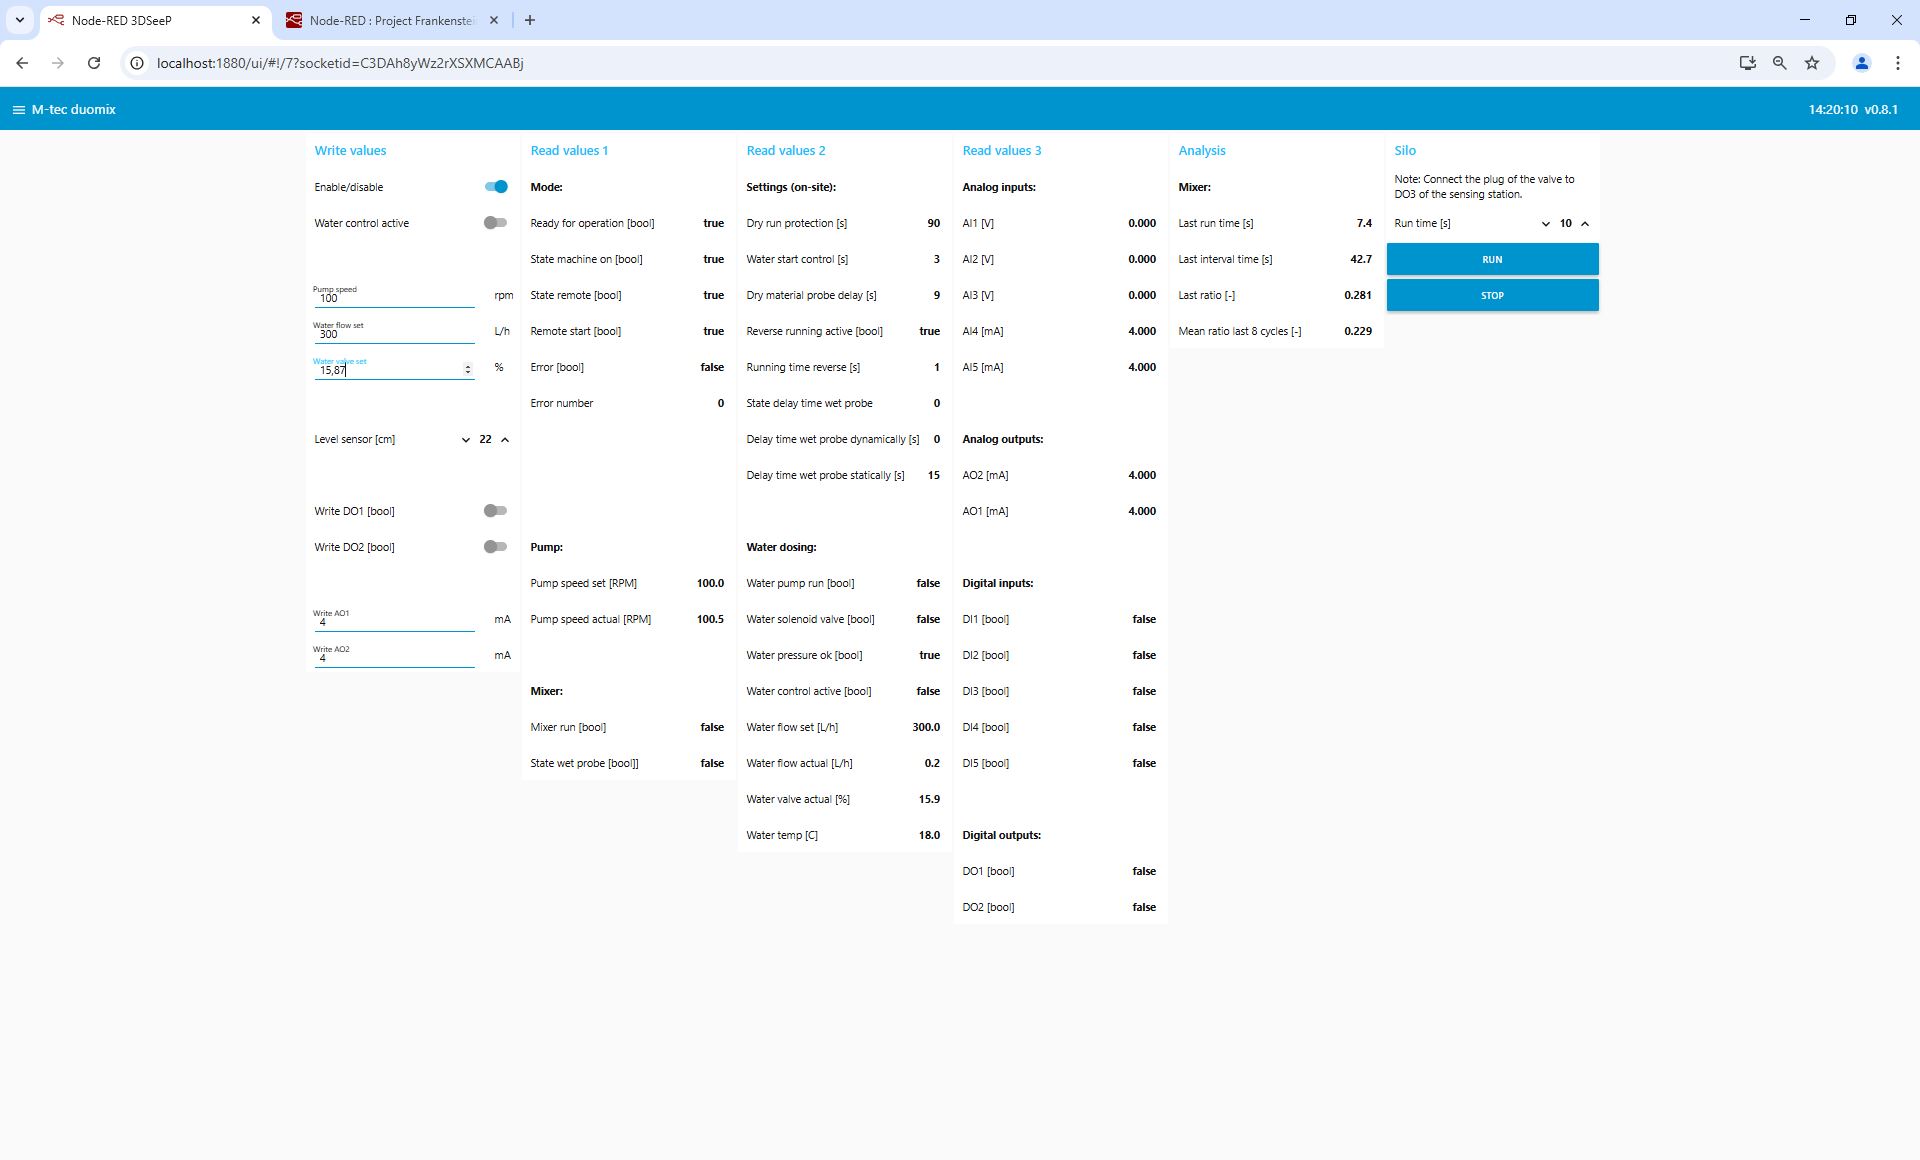 Node-RED 3DSeeP
Node-RED : Project Frankenstein
localhost:1880/ui/#!/7?socketid=C3DAh8yWz2rXSXMCAABj
M-tec duomix
14:20:10 v0.8.1
Write values
Enable/disable
Water control active
Pump speed
100 rpm
Water flow set
300 L/h
Water valve set
15,87 %
Level sensor [cm] 22
Write DO1 [bool]
Write DO2 [bool]
Write AO1
4 mA
Write AO2
4 mA
Read values 1
Mode:
Ready for operation [bool] true
State machine on [bool] true
State remote [bool] true
Remote start [bool] true
Error [bool] false
Error number 0
Pump:
Pump speed set [RPM] 100.0
Pump speed actual [RPM] 100.5
Mixer:
Mixer run [bool] false
State wet probe [bool]] false
Read values 2
Settings (on-site):
Dry run protection [s] 90
Water start control [s] 3
Dry material probe delay [s] 9
Reverse running active [bool] true
Running time reverse [s] 1
State delay time wet probe 0
Delay time wet probe dynamically [s] 0
Delay time wet probe statically [s] 15
Water dosing:
Water pump run [bool] false
Water solenoid valve [bool] false
Water pressure ok [bool] true
Water control active [bool] false
Water flow set [L/h] 300.0
Water flow actual [L/h] 0.2
Water valve actual [%] 15.9
Water temp [C] 18.0
Read values 3
Analog inputs:
AI1 [V] 0.000
AI2 [V] 0.000
AI3 [V] 0.000
AI4 [mA] 4.000
AI5 [mA] 4.000
Analog outputs:
AO2 [mA] 4.000
AO1 [mA] 4.000
Digital inputs:
DI1 [bool] false
DI2 [bool] false
DI3 [bool] false
DI4 [bool] false
DI5 [bool] false
Digital outputs:
DO1 [bool] false
DO2 [bool] false
Analysis
Mixer:
Last run time [s] 7.4
Last interval time [s] 42.7
Last ratio [-] 0.281
Mean ratio last 8 cycles [-] 0.229
Silo
Note: Connect the plug of the valve to
DO3 of the sensing station.
Run time [s] 10
RUN
STOP